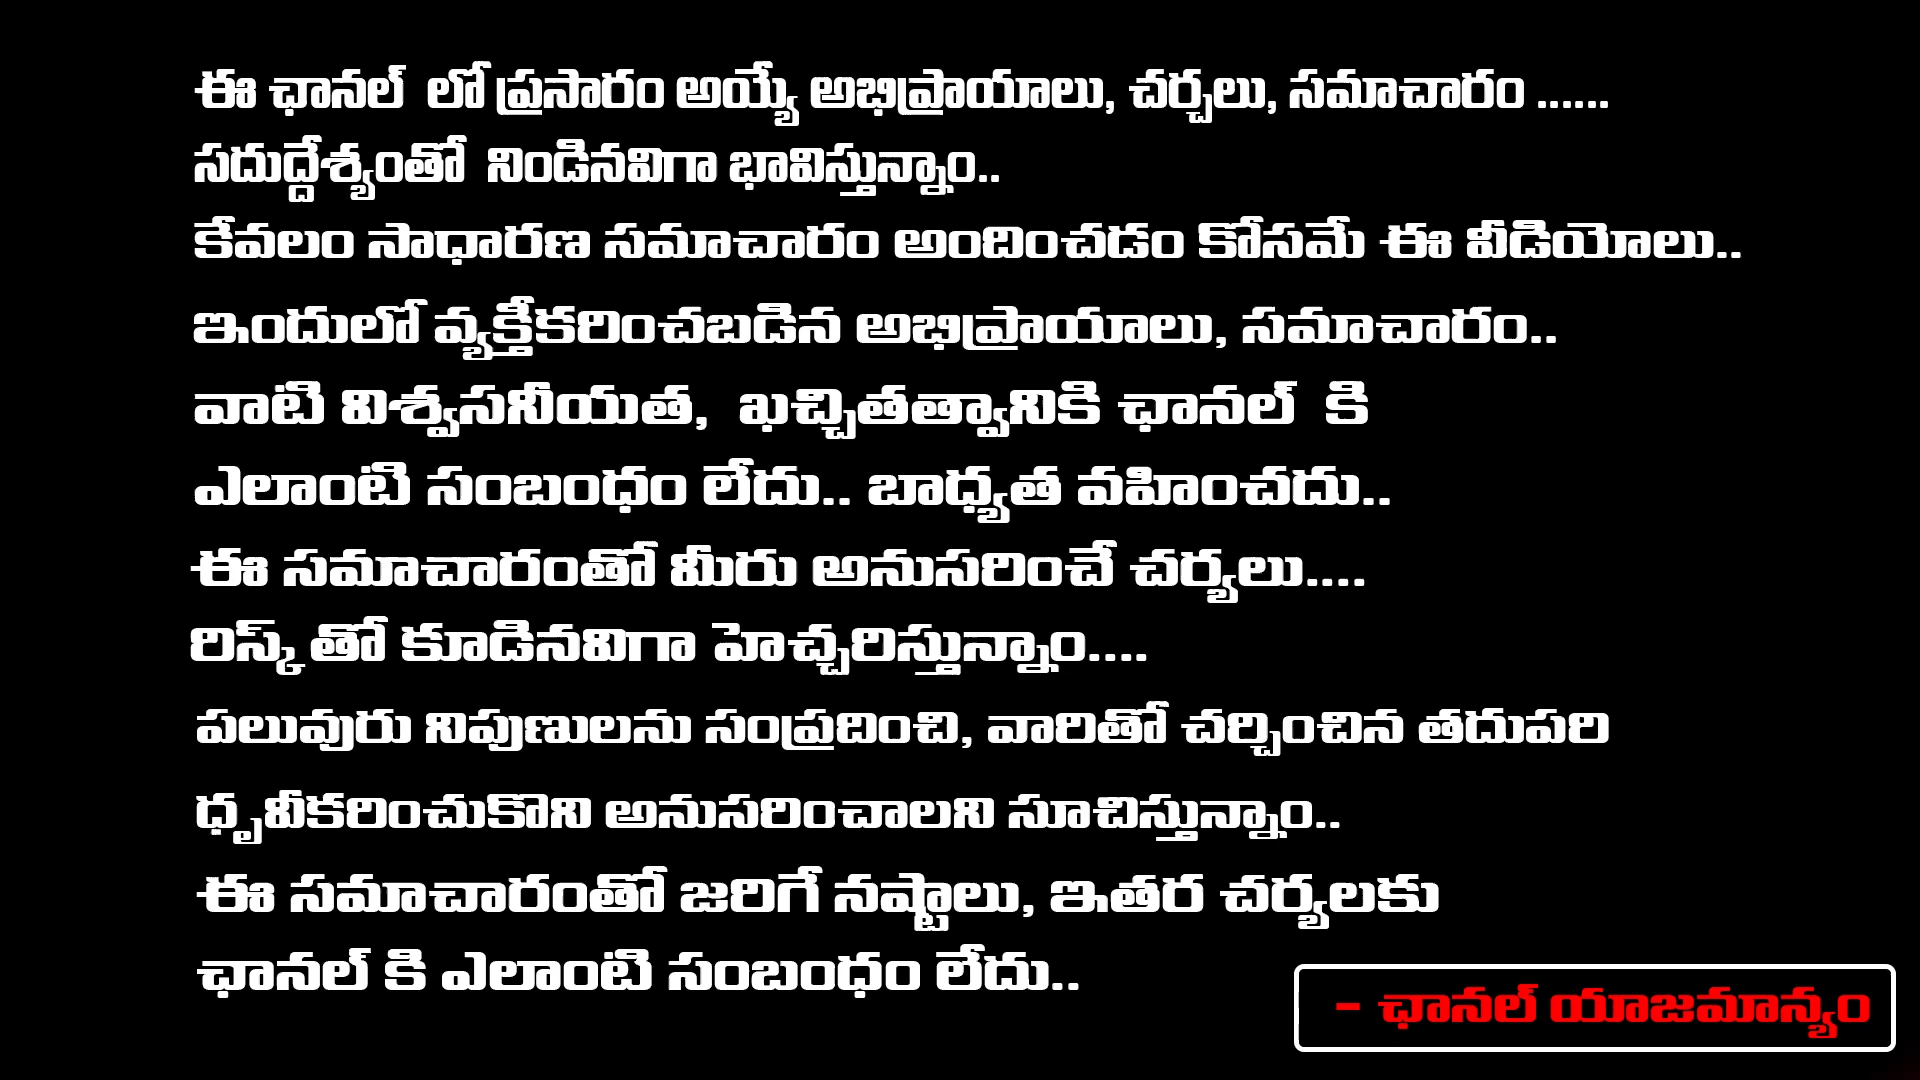 ఈ ఛానల్ లో ప్రసారం అయ్యే అభిప్రాయాలు, చర్చలు, సమాచారం ......
సదుద్దేశ్యంతో నిండినవిగా భావిస్తున్నాం..
కేవలం సాధారణ సమాచారం అందించడం కోసమే ఈ వీడియోలు..
ఇందులో వ్యక్తీకరించబడిన అభిప్రాయాలు, సమాచారం..
వాటి విశ్వసనీయత, ఖచ్చితత్వానికి ఛానల్ కి
ఎలాంటి సంబంధం లేదు.. బాధ్యత వహించదు..
ఈ సమాచారంతో మీరు అనుసరించే చర్యలు....
రిస్క్ తో కూడినవిగా హెచ్చరిస్తున్నాం....
పలువురు నిపుణులను సంప్రదించి, వారితో చర్చించిన తదుపరి
ధృవీకరించుకొని అనుసరించాలని సూచిస్తున్నాం..
ఈ సమాచారంతో జరిగే నష్టాలు, ఇతర చర్యలకు
ఛానల్ కి ఎలాంటి సంబంధం లేదు..
- ఛానల్ యాజమాన్యం